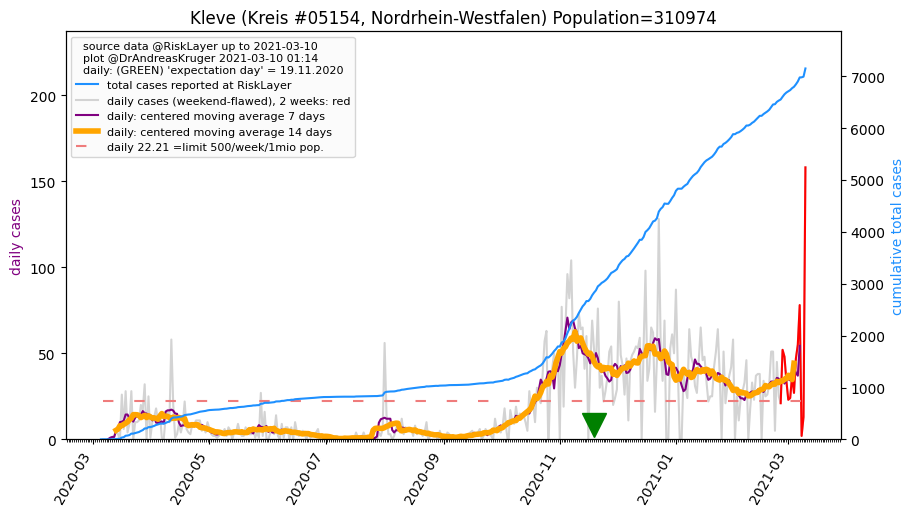 Kleve (Kreis #05154, Nordrhein-Westfalen) Population=310974
source data @RiskLayer up to 2021-03-10
plot @DrAndreasKruger 2021-03-10 01:14
daily: (GREEN) 'expectation day' = 19.11.2020
total cases reported at RiskLayer
daily cases (weekend-flawed), 2 weeks: red
daily: centered moving average 7 days
daily: centered moving average 14 days
daily 22.21 =limit 500/week/1mio pop.
daily cases
200
150
100
50
0
cumulative total cases
7000
6000
5000
4000
3000
2000
1000
0
2020-03
2020-05
2020-07
2020-09
2020-11
2021-01
2021-03